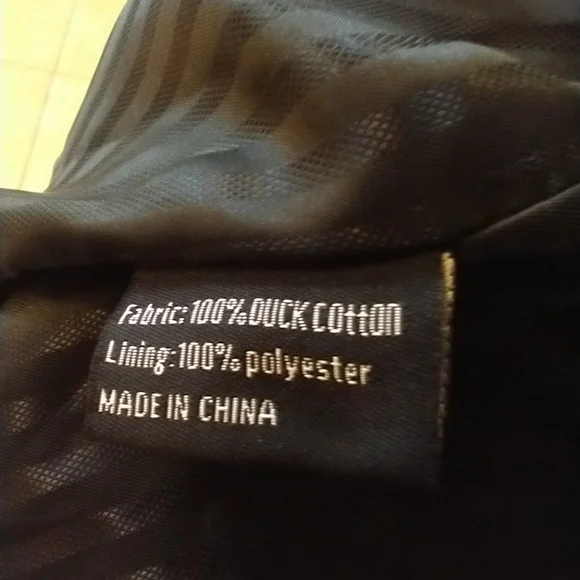 Fabric: 100%DUCK COttON
Lining:100% polyester
MADE IN CHINA